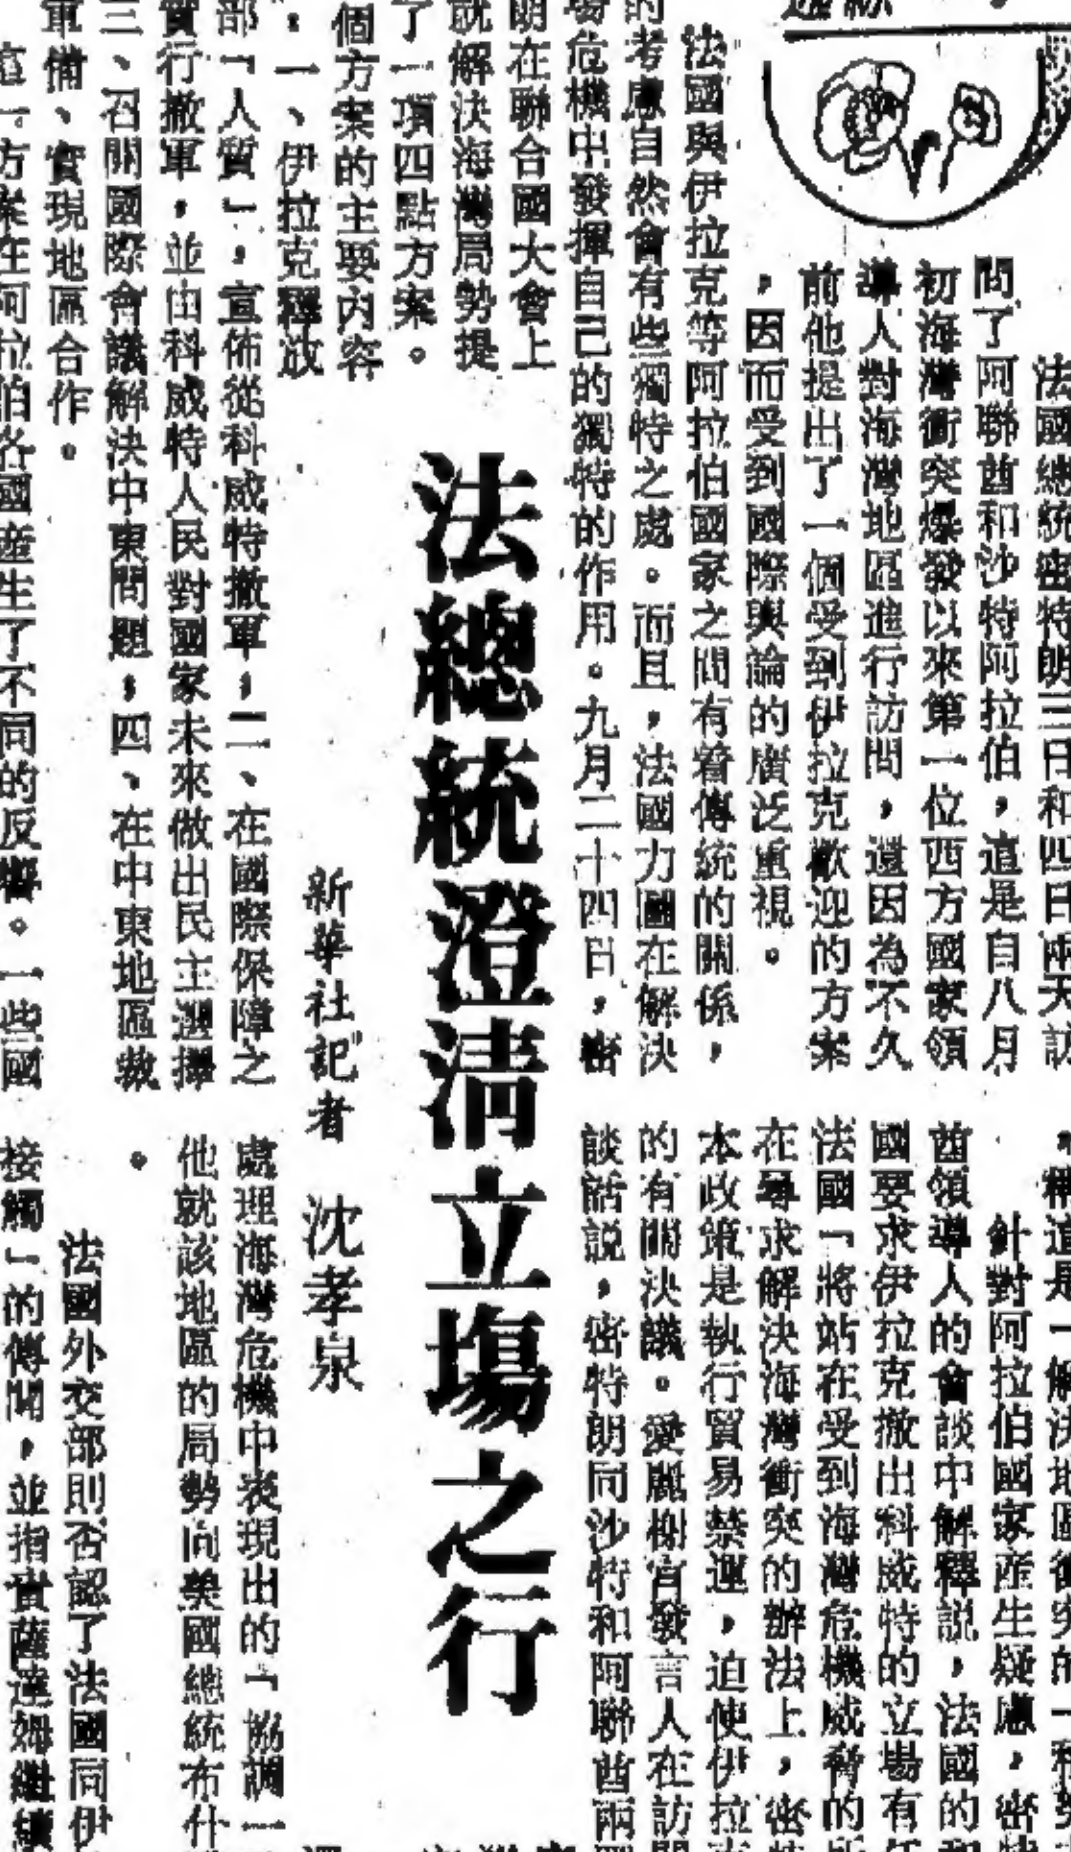 法總統澄清立場之行
新華社記者 沈孝泉
法國總統密特朗三日和四日兩天訪
問了阿聯酋和沙特阿拉伯，這是自八月
初海灣衝突爆發以來第一位西方國家領
導人對海灣地區進行訪問，還因為不久
前他提出了一個受到伊拉克歡迎的方案
，因而受到國際輿論的廣泛重視。
法國與伊拉克等阿拉伯國家之間有着傳統的關係，
的考慮自然會有些獨特之處。而且，法國力圖在解決
場危機中發揮自己的獨特的作用。九月二十四日，密
朗在聯合國大會上
就解決海灣局勢提
了一項四點方案。
個方案的主要內容
：一、伊拉克釋放
部「人質」，宣佈從科威特撤軍，二、在國際保障之
實行撤軍，並由科威特人民對國家未來做出民主選擇
三、召開國際會議解決中東問題，四、在中東地區裁
軍備、實現地區合作。
這一方案在阿拉伯各國產生了不同的反響。一些國
，稱這是一解決地區衝突的一種
針對阿拉伯國家產生疑慮，密特
酋領導人的會談中解釋說，法國的和
國要求伊拉克撤出科威特的立場有任
法國「將站在受到海灣危機威脅的
在尋求解決海灣衝突的辦法上，密特
本政策是執行貿易禁運，迫使伊拉克
的有關決議。愛麗榭宮發言人在訪問
談話說，密特朗同沙特和阿聯酋兩國
處理海灣危機中表現出的「協調一
他就該地區的局勢向美國總統布什
。
法國外交部則否認了法國同伊
接觸」的傳聞，並指責薩達姆繼續